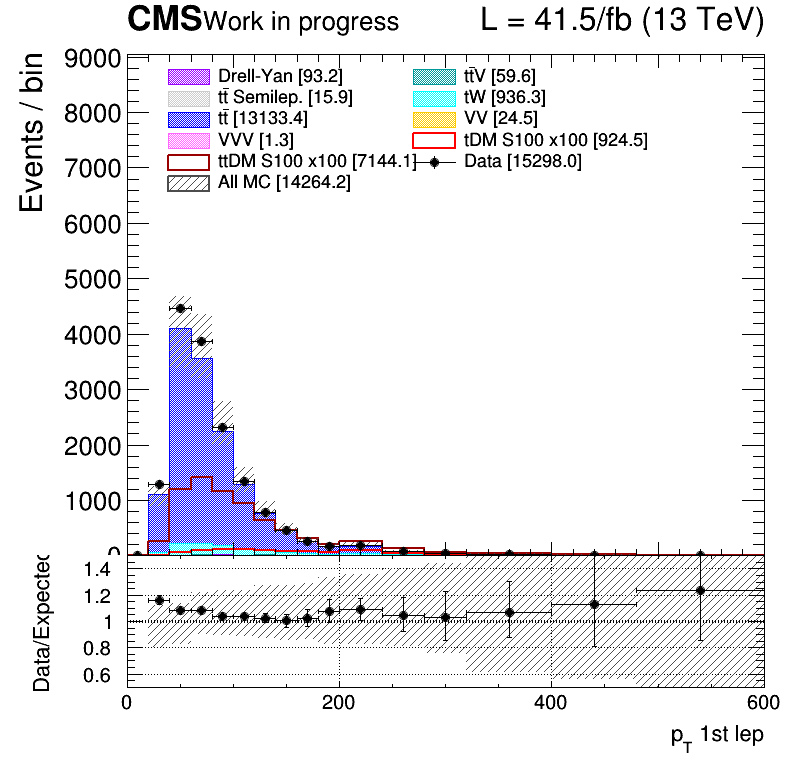 CMS Work in progress L = 41.5/fb (13 TeV)
Events / bin
9000
8000
7000
6000
5000
4000
3000
2000
1000
0
Drell-Yan [93.2]
tt̄V [59.6]
tt̄ Semilep. [15.9]
tW [936.3]
tt̄ [13133.4]
VV [24.5]
VVV [1.3]
tDM S100 x100 [924.5]
ttDM S100 x100 [7144.1]
Data [15298.0]
All MC [14264.2]
Data/Expected
1.4
1.2
1
0.8
0.6
0 200 400 600
p_T 1st lep